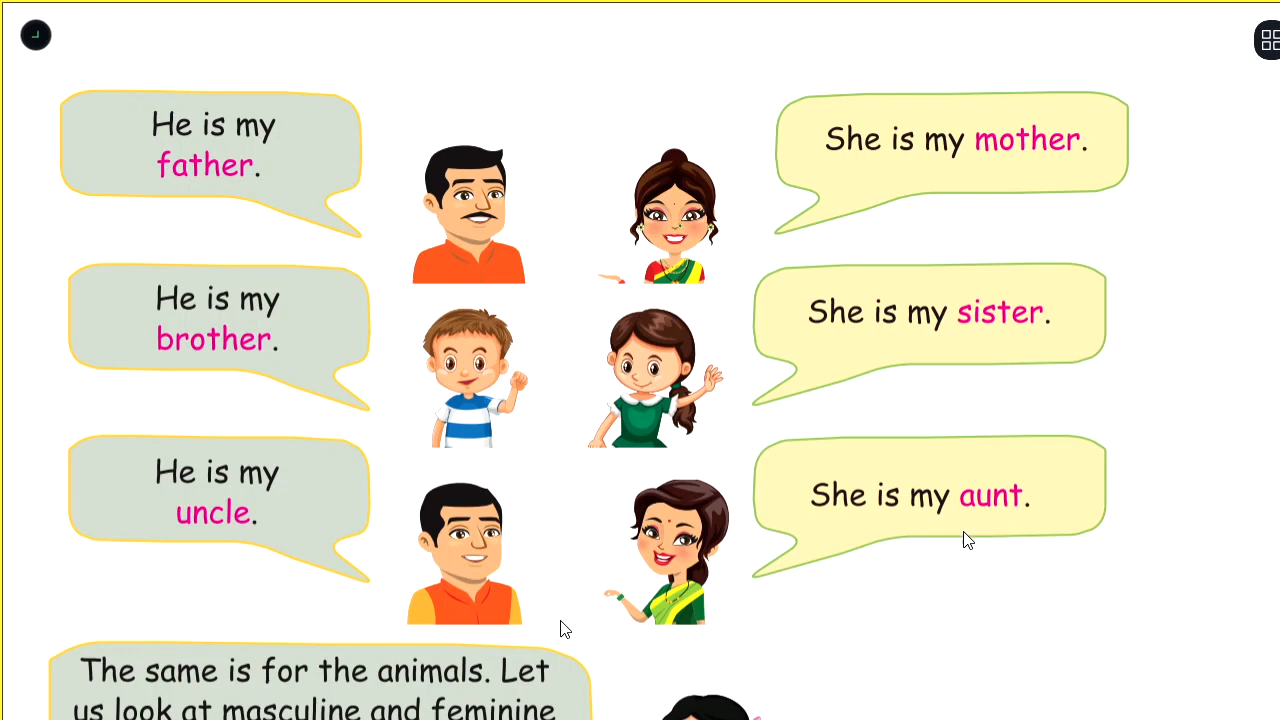 He is my
father.
She is my mother.
He is my
brother.
She is my sister.
He is my
uncle.
She is my aunt.
The same is for the animals. Let
us look at masculine and feminine